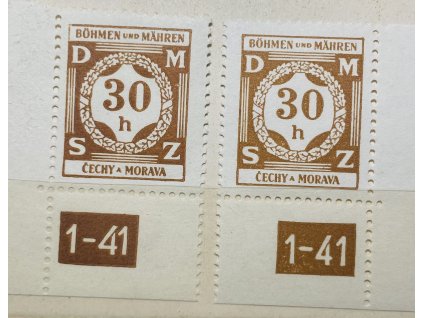 BÖHMEN UND MÄHREN
D M
30
h
S Z
ČECHY A MORAVA
1-41
BÖHMEN UND MÄHREN
D M
30
h
S Z
ČECHY A MORAVA
1-41